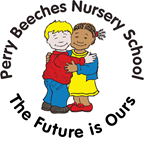 Perry Beeches Nursery School
The Future is Ours